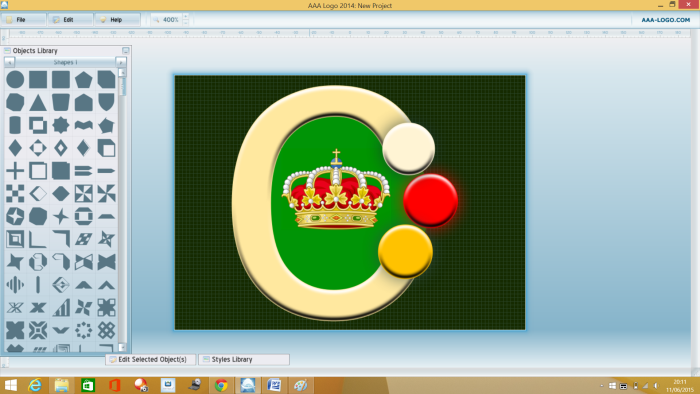 AAA Logo 2014: New Project
File
Edit
Help
400%
AAA-LOGO.COM
Objects Library
Shapes 1
Edit Selected Object(s)
Styles Library
20:11
11/06/2015